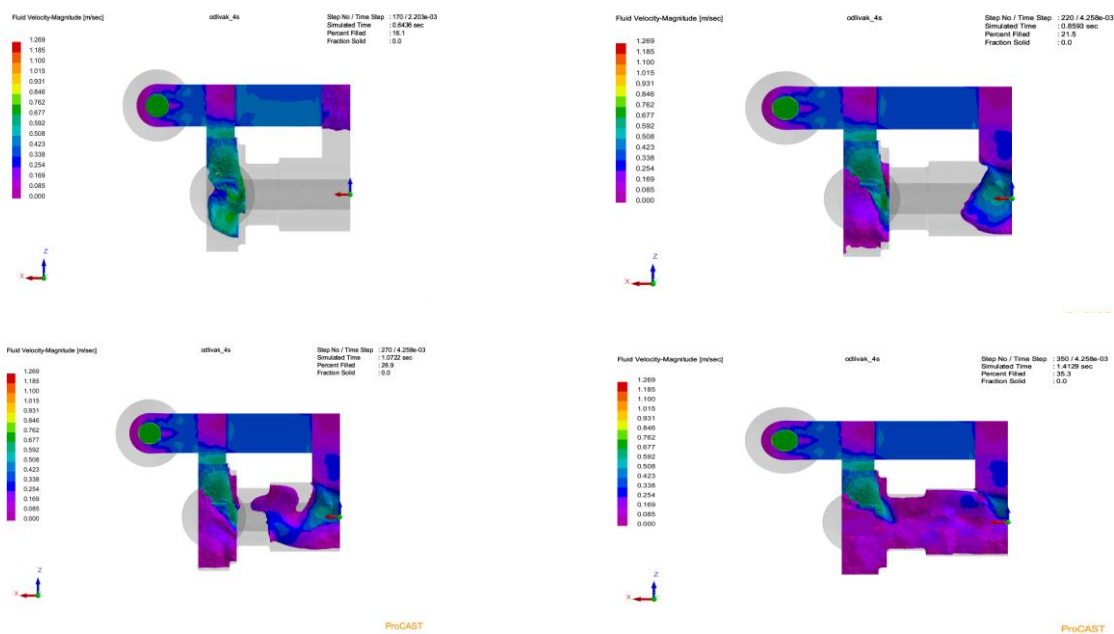 Fluid Velocity-Magnitude [m/sec]
odlivak_4s
Step No / Time Step : 170 / 2.203e-03
Simulated Time : 0.6436 sec
Percent Filled : 16.1
Fraction Solid : 0.0
1.269
1.185
1.100
1.015
0.931
0.846
0.762
0.677
0.592
0.508
0.423
0.338
0.254
0.169
0.085
0.000
Z
X
Fluid Velocity-Magnitude [m/sec]
odlivak_4s
Step No / Time Step : 220 / 4.258e-03
Simulated Time : 0.8593 sec
Percent Filled : 21.5
Fraction Solid : 0.0
1.269
1.185
1.100
1.015
0.931
0.846
0.762
0.677
0.592
0.508
0.423
0.338
0.254
0.169
0.085
0.000
Z
X
Fluid Velocity-Magnitude [m/sec]
odlivak_4s
Step No / Time Step : 270 / 4.258e-03
Simulated Time : 1.0722 sec
Percent Filled : 26.9
Fraction Solid : 0.0
1.269
1.185
1.100
1.015
0.931
0.846
0.762
0.677
0.592
0.508
0.423
0.338
0.254
0.169
0.085
0.000
Z
X
ProCAST
Fluid Velocity-Magnitude [m/sec]
odlivak_4s
Step No / Time Step : 350 / 4.258e-03
Simulated Time : 1.4129 sec
Percent Filled : 35.3
Fraction Solid : 0.0
1.269
1.185
1.100
1.015
0.931
0.846
0.762
0.677
0.592
0.508
0.423
0.338
0.254
0.169
0.085
0.000
Z
X
ProCAST